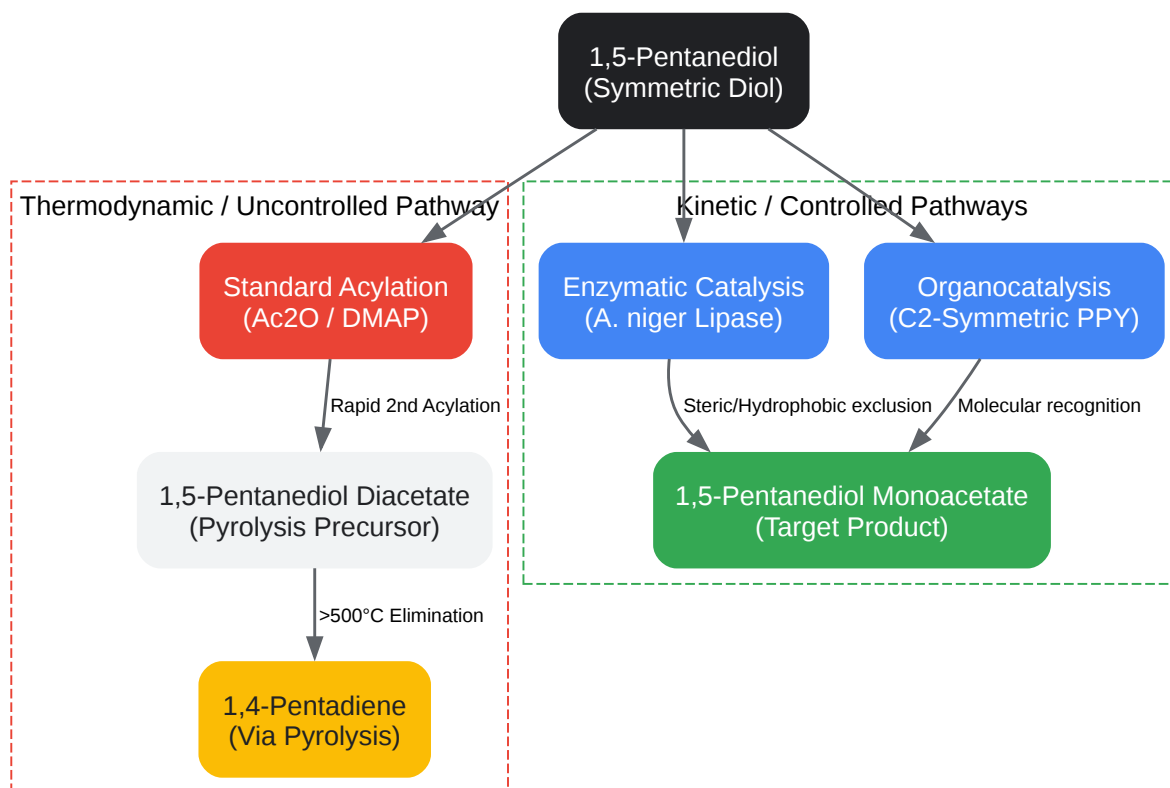 1,5-Pentanediol
(Symmetric Diol)
Thermodynamic / Uncontrolled Pathway
Kinetic / Controlled Pathways
Standard Acylation
(Ac2O / DMAP)
Enzymatic Catalysis
(A. niger Lipase)
Organocatalysis
(C2-Symmetric PPY)
Rapid 2nd Acylation
Steric/Hydrophobic exclusion
Molecular recognition
1,5-Pentanediol Diacetate
(Pyrolysis Precursor)
1,5-Pentanediol Monoacetate
(Target Product)
>500°C Elimination
1,4-Pentadiene
(Via Pyrolysis)